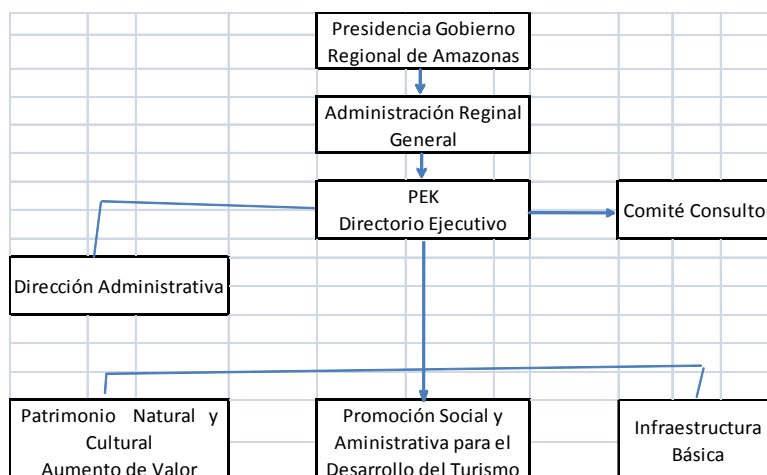 Presidencia Gobierno
Regional de Amazonas
Administración Reginal
General
PEK
Directorio Ejecutivo
Comité Consulto
Dirección Administrativa
Patrimonio Natural y
Cultural
Aumento de Valor
Promoción Social y
Aministrativa para el
Desarrollo del Turismo
Infraestructura
Básica